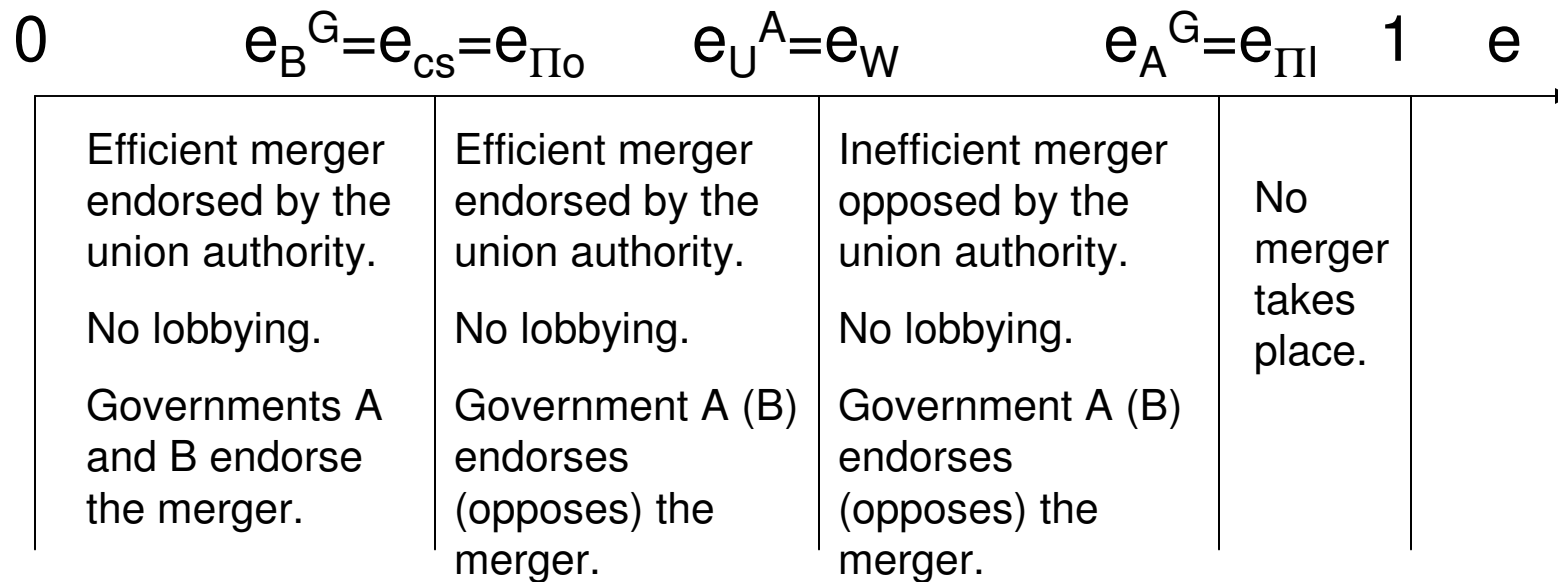 0 e_B^G=e_cs=e_Πo e_U^A=e_W e_A^G=e_Πl 1 e
Efficient merger
endorsed by the
union authority.
No lobbying.
Governments A
and B endorse
the merger.
Efficient merger
endorsed by the
union authority.
No lobbying.
Government A (B)
endorses
(opposes) the
merger.
Inefficient merger
opposed by the
union authority.
No lobbying.
Government A (B)
endorses
(opposes) the
merger.
No
merger
takes
place.